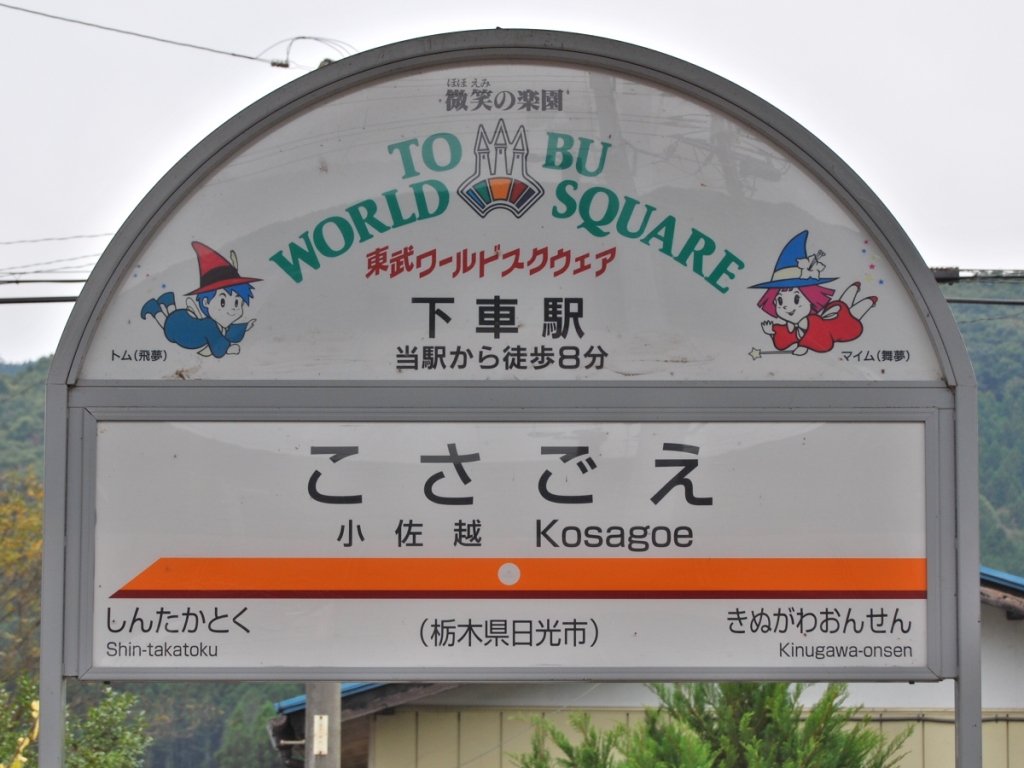 ほほえみ
微笑の楽園
TOBU
WORLD SQUARE
東武ワールドスクウェア
下車駅
当駅から徒歩8分
トム(飛夢)
マイム(舞夢)
こさごえ
小佐越 Kosagoe
しんたかとく
Shin-takatoku
(栃木県日光市)
きぬがわおんせん
Kinugawa-onsen